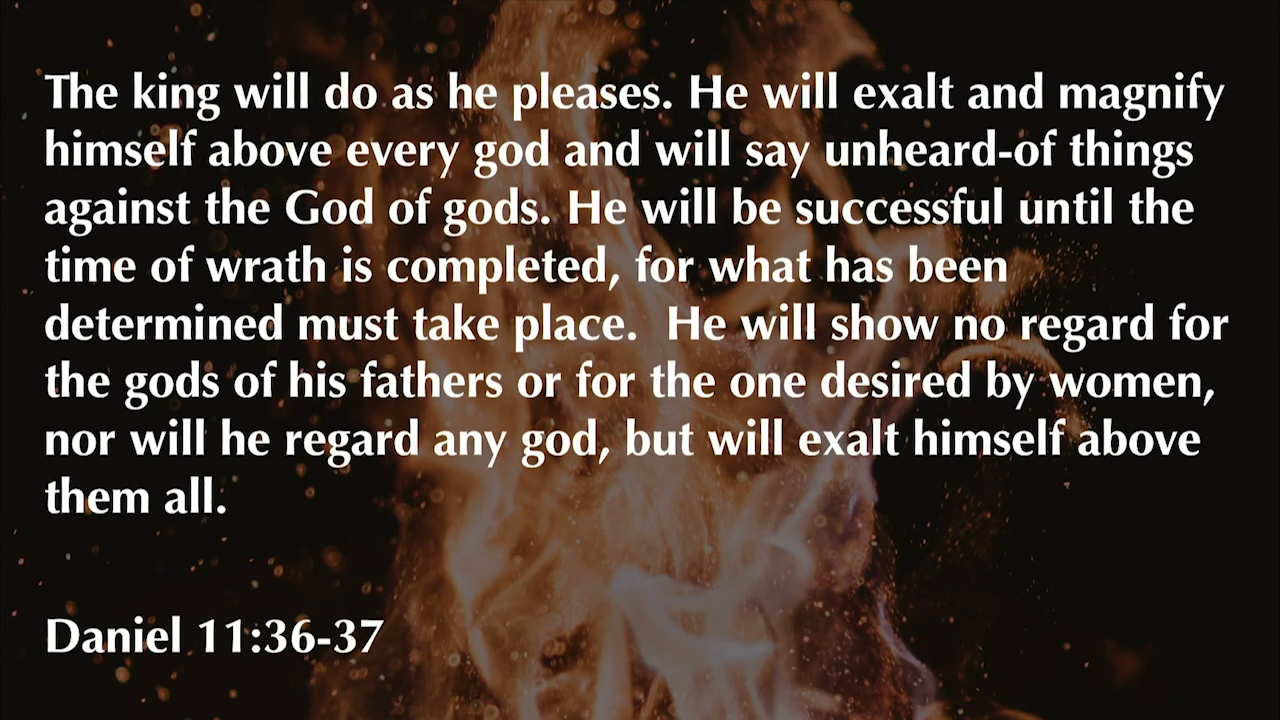 The king will do as he pleases. He will exalt and magnify
himself above every god and will say unheard-of things
against the God of gods. He will be successful until the
time of wrath is completed, for what has been
determined must take place.  He will show no regard for
the gods of his fathers or for the one desired by women,
nor will he regard any god, but will exalt himself above
them all.
Daniel 11:36-37